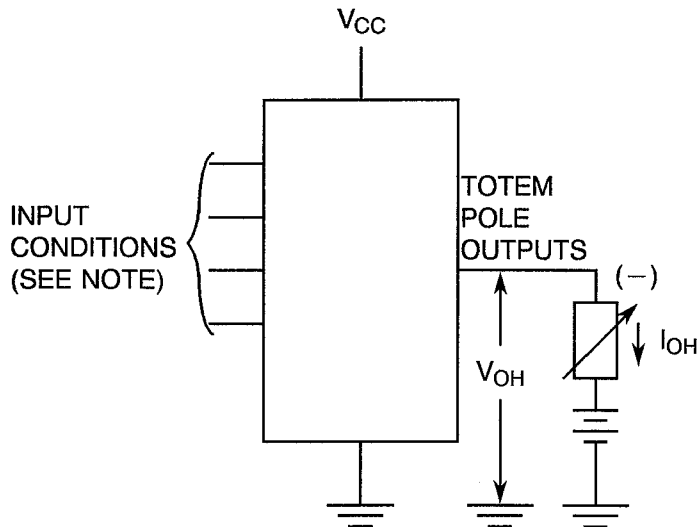 VCC
INPUT
CONDITIONS
(SEE NOTE)
TOTEM
POLE
OUTPUTS
(−)
IOH
VOH